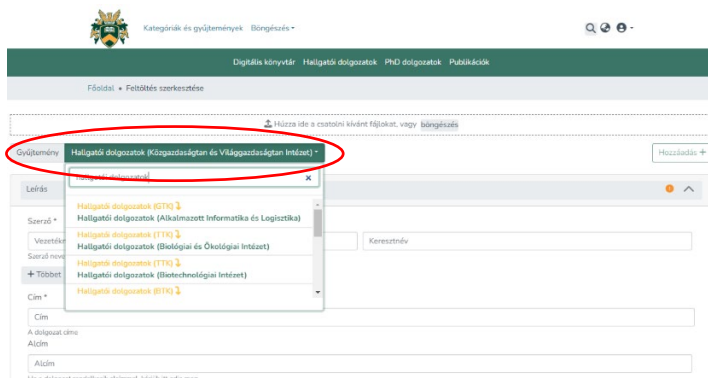 Kategóriák és gyűjtemények Böngészés
Digitális könyvtár Hallgatói dolgozatok PhD dolgozatok Publikációk
Főoldal • Feltöltés szerkesztése
Húzza ide a csatolni kívánt fájlokat, vagy böngészés
Gyűjtemény Hallgatói dolgozatok (Közgazdaságtan és Világgazdaságtan Intézet)
Hozzáadás +
hallgatói dolgozatok x
Leírás
Hallgatói dolgozatok (GTK)
Hallgatói dolgozatok (Alkalmazott Informatika és Logisztika)
Szerző *
Hallgatói dolgozatok (TTK)
Hallgatói dolgozatok (Biológiai és Ökológiai Intézet)
Vezetékn
Keresztnév
Szerző neve
Hallgatói dolgozatok (TTK)
Hallgatói dolgozatok (Biotechnológiai Intézet)
+ Többet
Hallgatói dolgozatok (BTK)
Cím *
Cím
A dolgozat címe
Alcím
Alcím